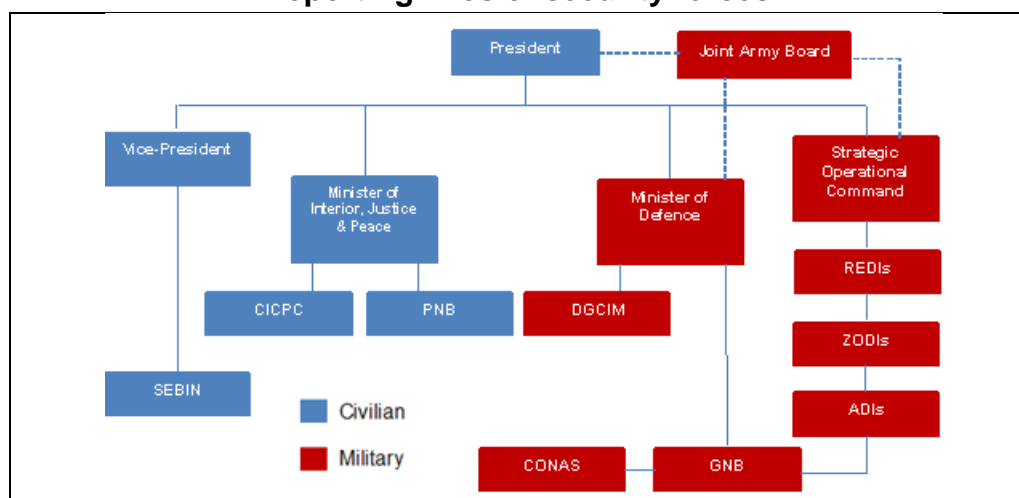 President
Joint Army Board
Vice-President
Strategic
Operational
Command
Minister of
Interior, Justice
& Peace
Minister of
Defence
REDIs
CICPC
PNB
DGCIM
ZODIs
SEBIN
ADIs
Civilian
Military
CONAS
GNB